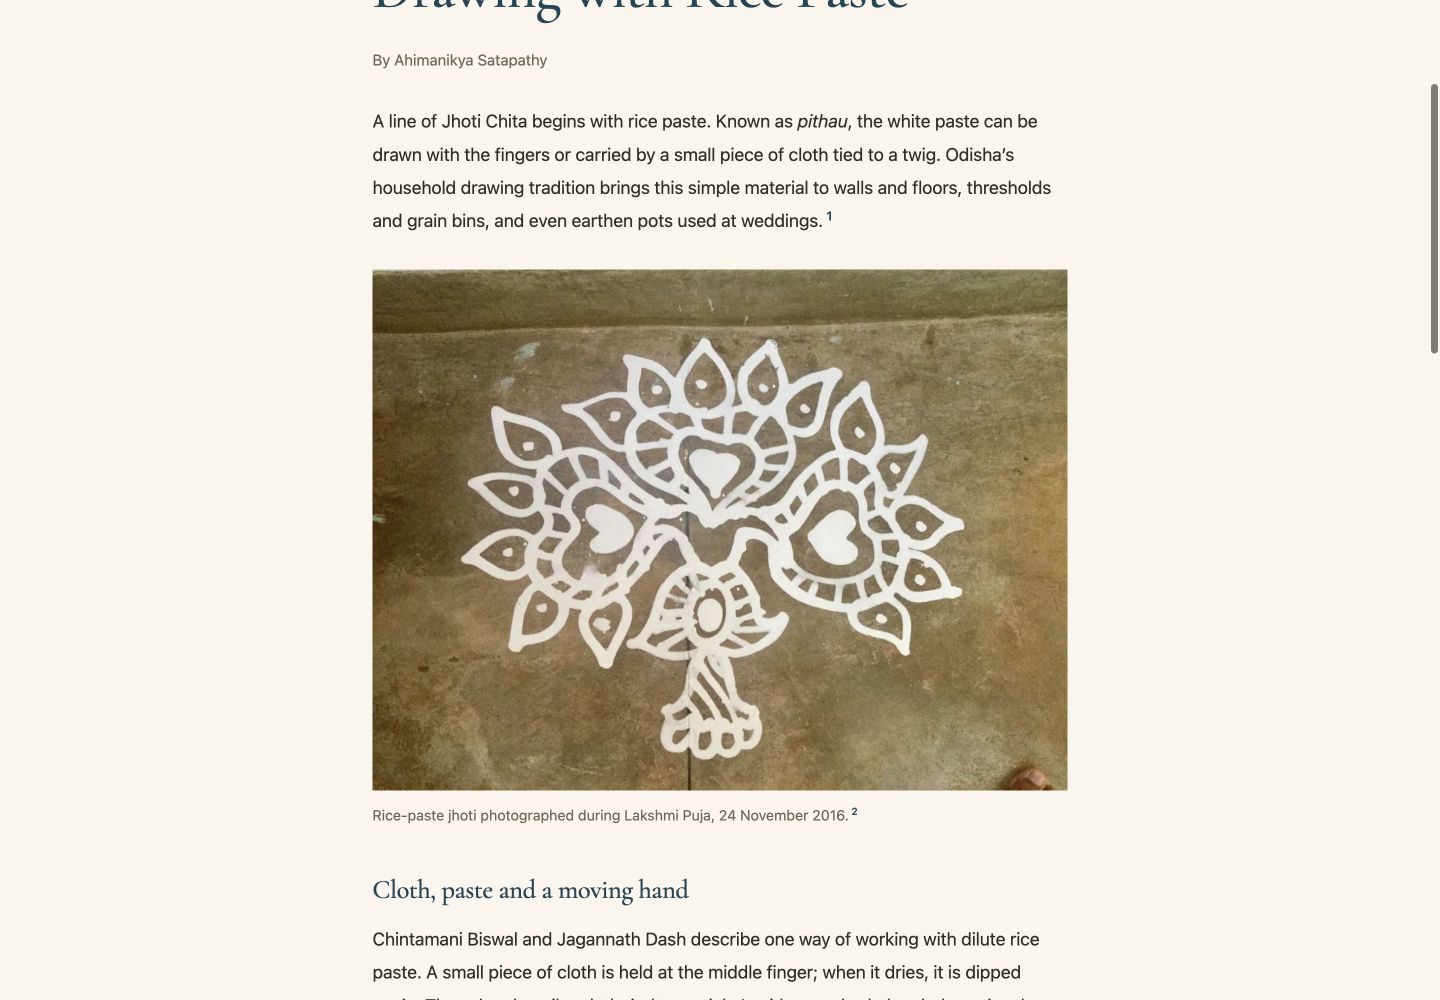 Drawing with Rice Paste
By Ahimanikya Satapathy
A line of Jhoti Chita begins with rice paste. Known as pithau, the white paste can be
drawn with the fingers or carried by a small piece of cloth tied to a twig. Odisha’s
household drawing tradition brings this simple material to walls and floors, thresholds
and grain bins, and even earthen pots used at weddings. 1
Rice-paste jhoti photographed during Lakshmi Puja, 24 November 2016. 2
Cloth, paste and a moving hand
Chintamani Biswal and Jagannath Dash describe one way of working with dilute rice
paste. A small piece of cloth is held at the middle finger; when it dries, it is dipped